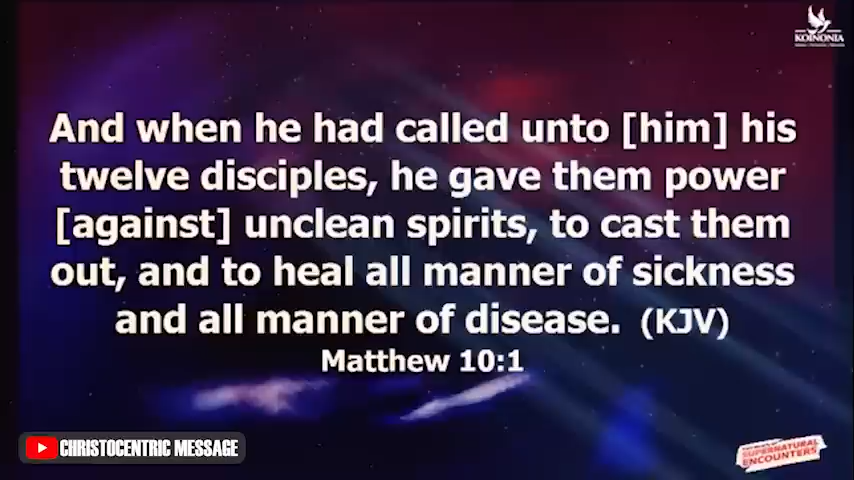 KOINONIA
And when he had called unto [him] his
twelve disciples, he gave them power
[against] unclean spirits, to cast them
out, and to heal all manner of sickness
and all manner of disease. (KJV)
Matthew 10:1
CHRISTOCENTRIC MESSAGE
SUPERNATURAL
ENCOUNTERS